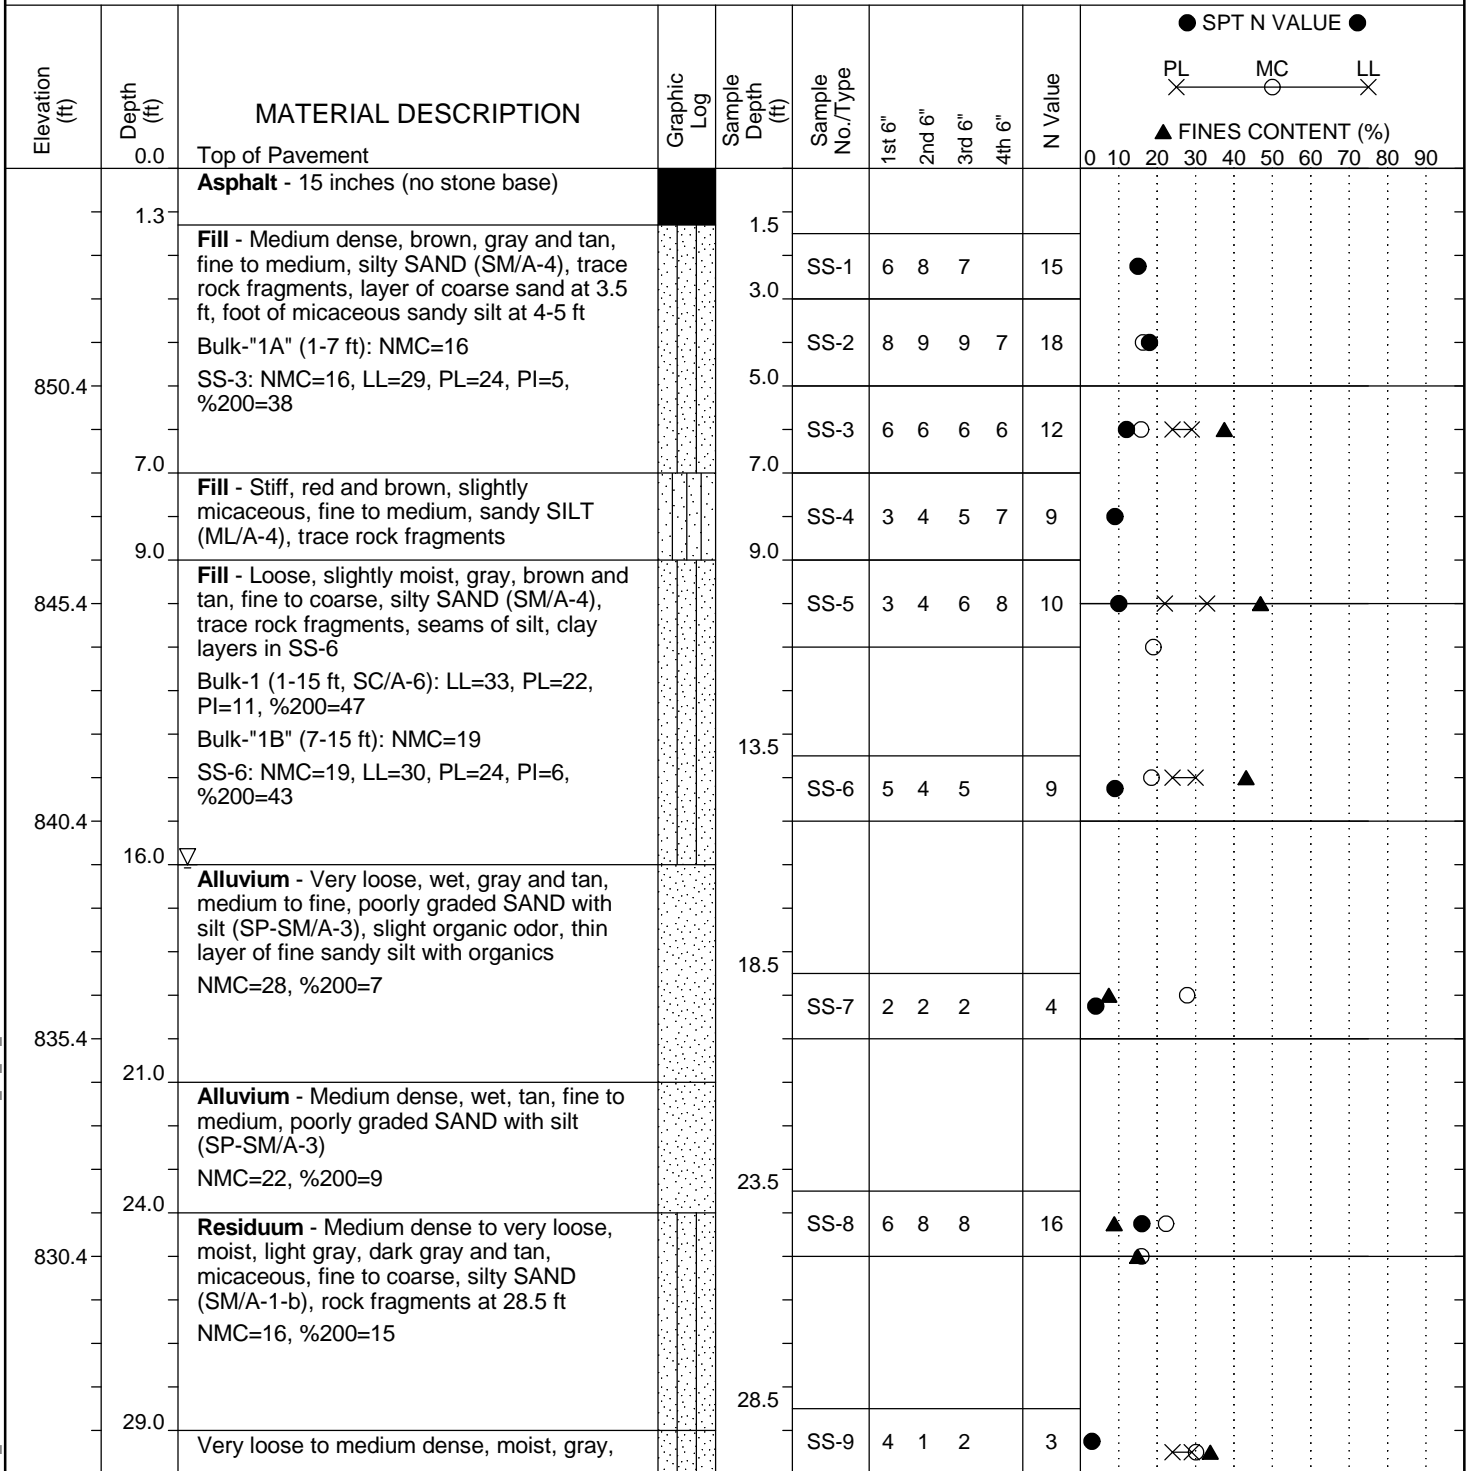 ● SPT N VALUE ●
PL MC LL
▲ FINES CONTENT (%)
0 10 20 30 40 50 60 70 80 90
Elevation (ft)
Depth (ft)
MATERIAL DESCRIPTION
Graphic Log
Sample Depth (ft)
Sample No./Type
1st 6"
2nd 6"
3rd 6"
4th 6"
N Value
0.0 Top of Pavement
Asphalt - 15 inches (no stone base)
1.3
1.5
Fill - Medium dense, brown, gray and tan,
fine to medium, silty SAND (SM/A-4), trace
rock fragments, layer of coarse sand at 3.5
ft, foot of micaceous sandy silt at 4-5 ft
SS-1 6 8 7 15
3.0
Bulk-"1A" (1-7 ft): NMC=16
SS-2 8 9 9 7 18
SS-3: NMC=16, LL=29, PL=24, PI=5,
%200=38
850.4
5.0
SS-3 6 6 6 6 12
7.0
7.0
Fill - Stiff, red and brown, slightly
micaceous, fine to medium, sandy SILT
(ML/A-4), trace rock fragments
SS-4 3 4 5 7 9
9.0
9.0
Fill - Loose, slightly moist, gray, brown and
tan, fine to coarse, silty SAND (SM/A-4),
trace rock fragments, seams of silt, clay
layers in SS-6
845.4
SS-5 3 4 6 8 10
Bulk-1 (1-15 ft, SC/A-6): LL=33, PL=22,
PI=11, %200=47
Bulk-"1B" (7-15 ft): NMC=19
13.5
SS-6: NMC=19, LL=30, PL=24, PI=6,
%200=43
SS-6 5 4 5 9
840.4
16.0
Alluvium - Very loose, wet, gray and tan,
medium to fine, poorly graded SAND with
silt (SP-SM/A-3), slight organic odor, thin
layer of fine sandy silt with organics
18.5
NMC=28, %200=7
SS-7 2 2 2 4
835.4
21.0
Alluvium - Medium dense, wet, tan, fine to
medium, poorly graded SAND with silt
(SP-SM/A-3)
NMC=22, %200=9
23.5
24.0
Residuum - Medium dense to very loose,
moist, light gray, dark gray and tan,
micaceous, fine to coarse, silty SAND
(SM/A-1-b), rock fragments at 28.5 ft
SS-8 6 8 8 16
830.4
NMC=16, %200=15
28.5
29.0
Very loose to medium dense, moist, gray,
SS-9 4 1 2 3